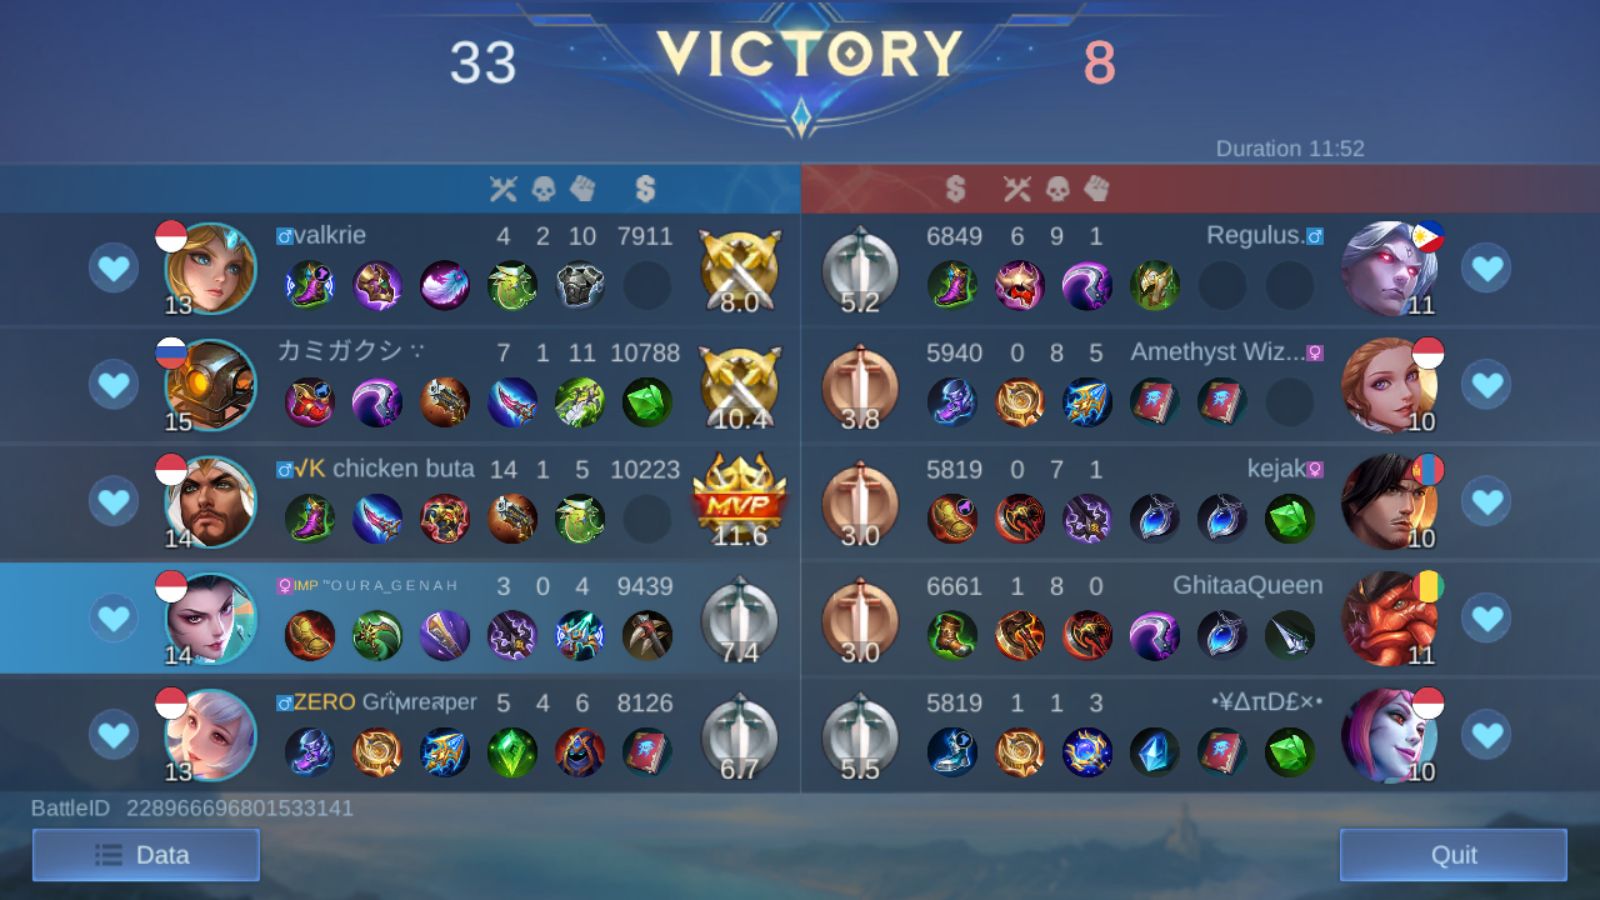 33 VICTORY 8
Duration 11:52
valkrie 4 2 10 7911
13 8.0
カミガクシ ∵ 7 1 11 10788
15 10.4
√K chicken buta 14 1 5 10223
MVP
14 11.6
IMP ™OURA_GENAH 3 0 4 9439
14 7.4
ZERO 5 4 6 8126
13 6.7
6849 6 9 1 Regulus.
5.2 11
5940 0 8 5 Amethyst Wiz...
3.8 10
5819 0 7 1 kejak
3.0 10
6661 1 8 0 GhitaaQueen
3.0 11
5819 1 1 3 •¥ΔπD£×•
5.5 10
BattleID 228966696801533141
Data
Quit